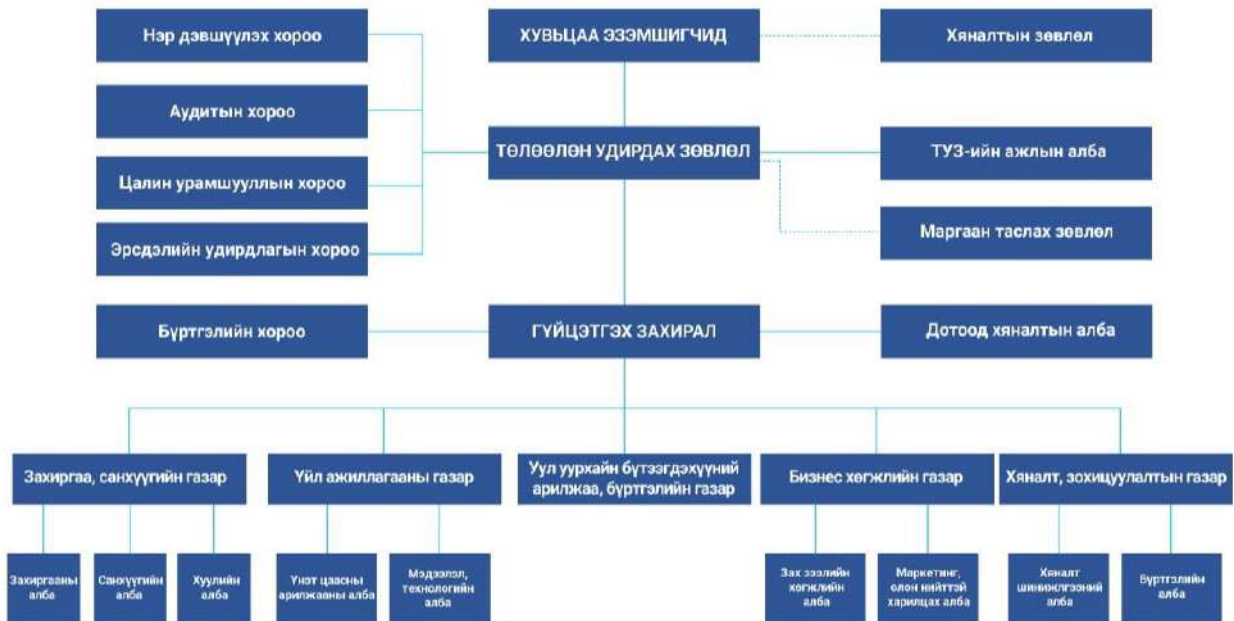 Нэр дэвшүүлэх хороо
ХУВЬЦАА ЭЗЭМШИГЧИД
Хяналтын зөвлөл
Аудитын хороо
ТӨЛӨӨЛӨН УДИРДАХ ЗӨВЛӨЛ
ТУЗ-ийн ажлын алба
Цалин урамшууллын хороо
Маргаан таслах зөвлөл
Эрсдэлийн удирдлагын хороо
Бүртгэлийн хороо
ГҮЙЦЭТГЭХ ЗАХИРАЛ
Дотоод хяналтын алба
Захиргаа, санхүүгийн газар
Үйл ажиллагааны газар
Уул уурхайн бүтээгдэхүүний
арилжаа, бүртгэлийн газар
Бизнес хөгжлийн газар
Хяналт, зохицуулалтын газар
Захиргааны
алба
Санхүүгийн
алба
Хуулийн
алба
Үнэт цаасны
арилжааны алба
Мэдээлэл,
технологийн
алба
Зах зээлийн
хөгжлийн
алба
Маркетинг,
олон нийттэй
харилцах алба
Хяналт
шинжилгээний
алба
Бүртгэлийн
алба